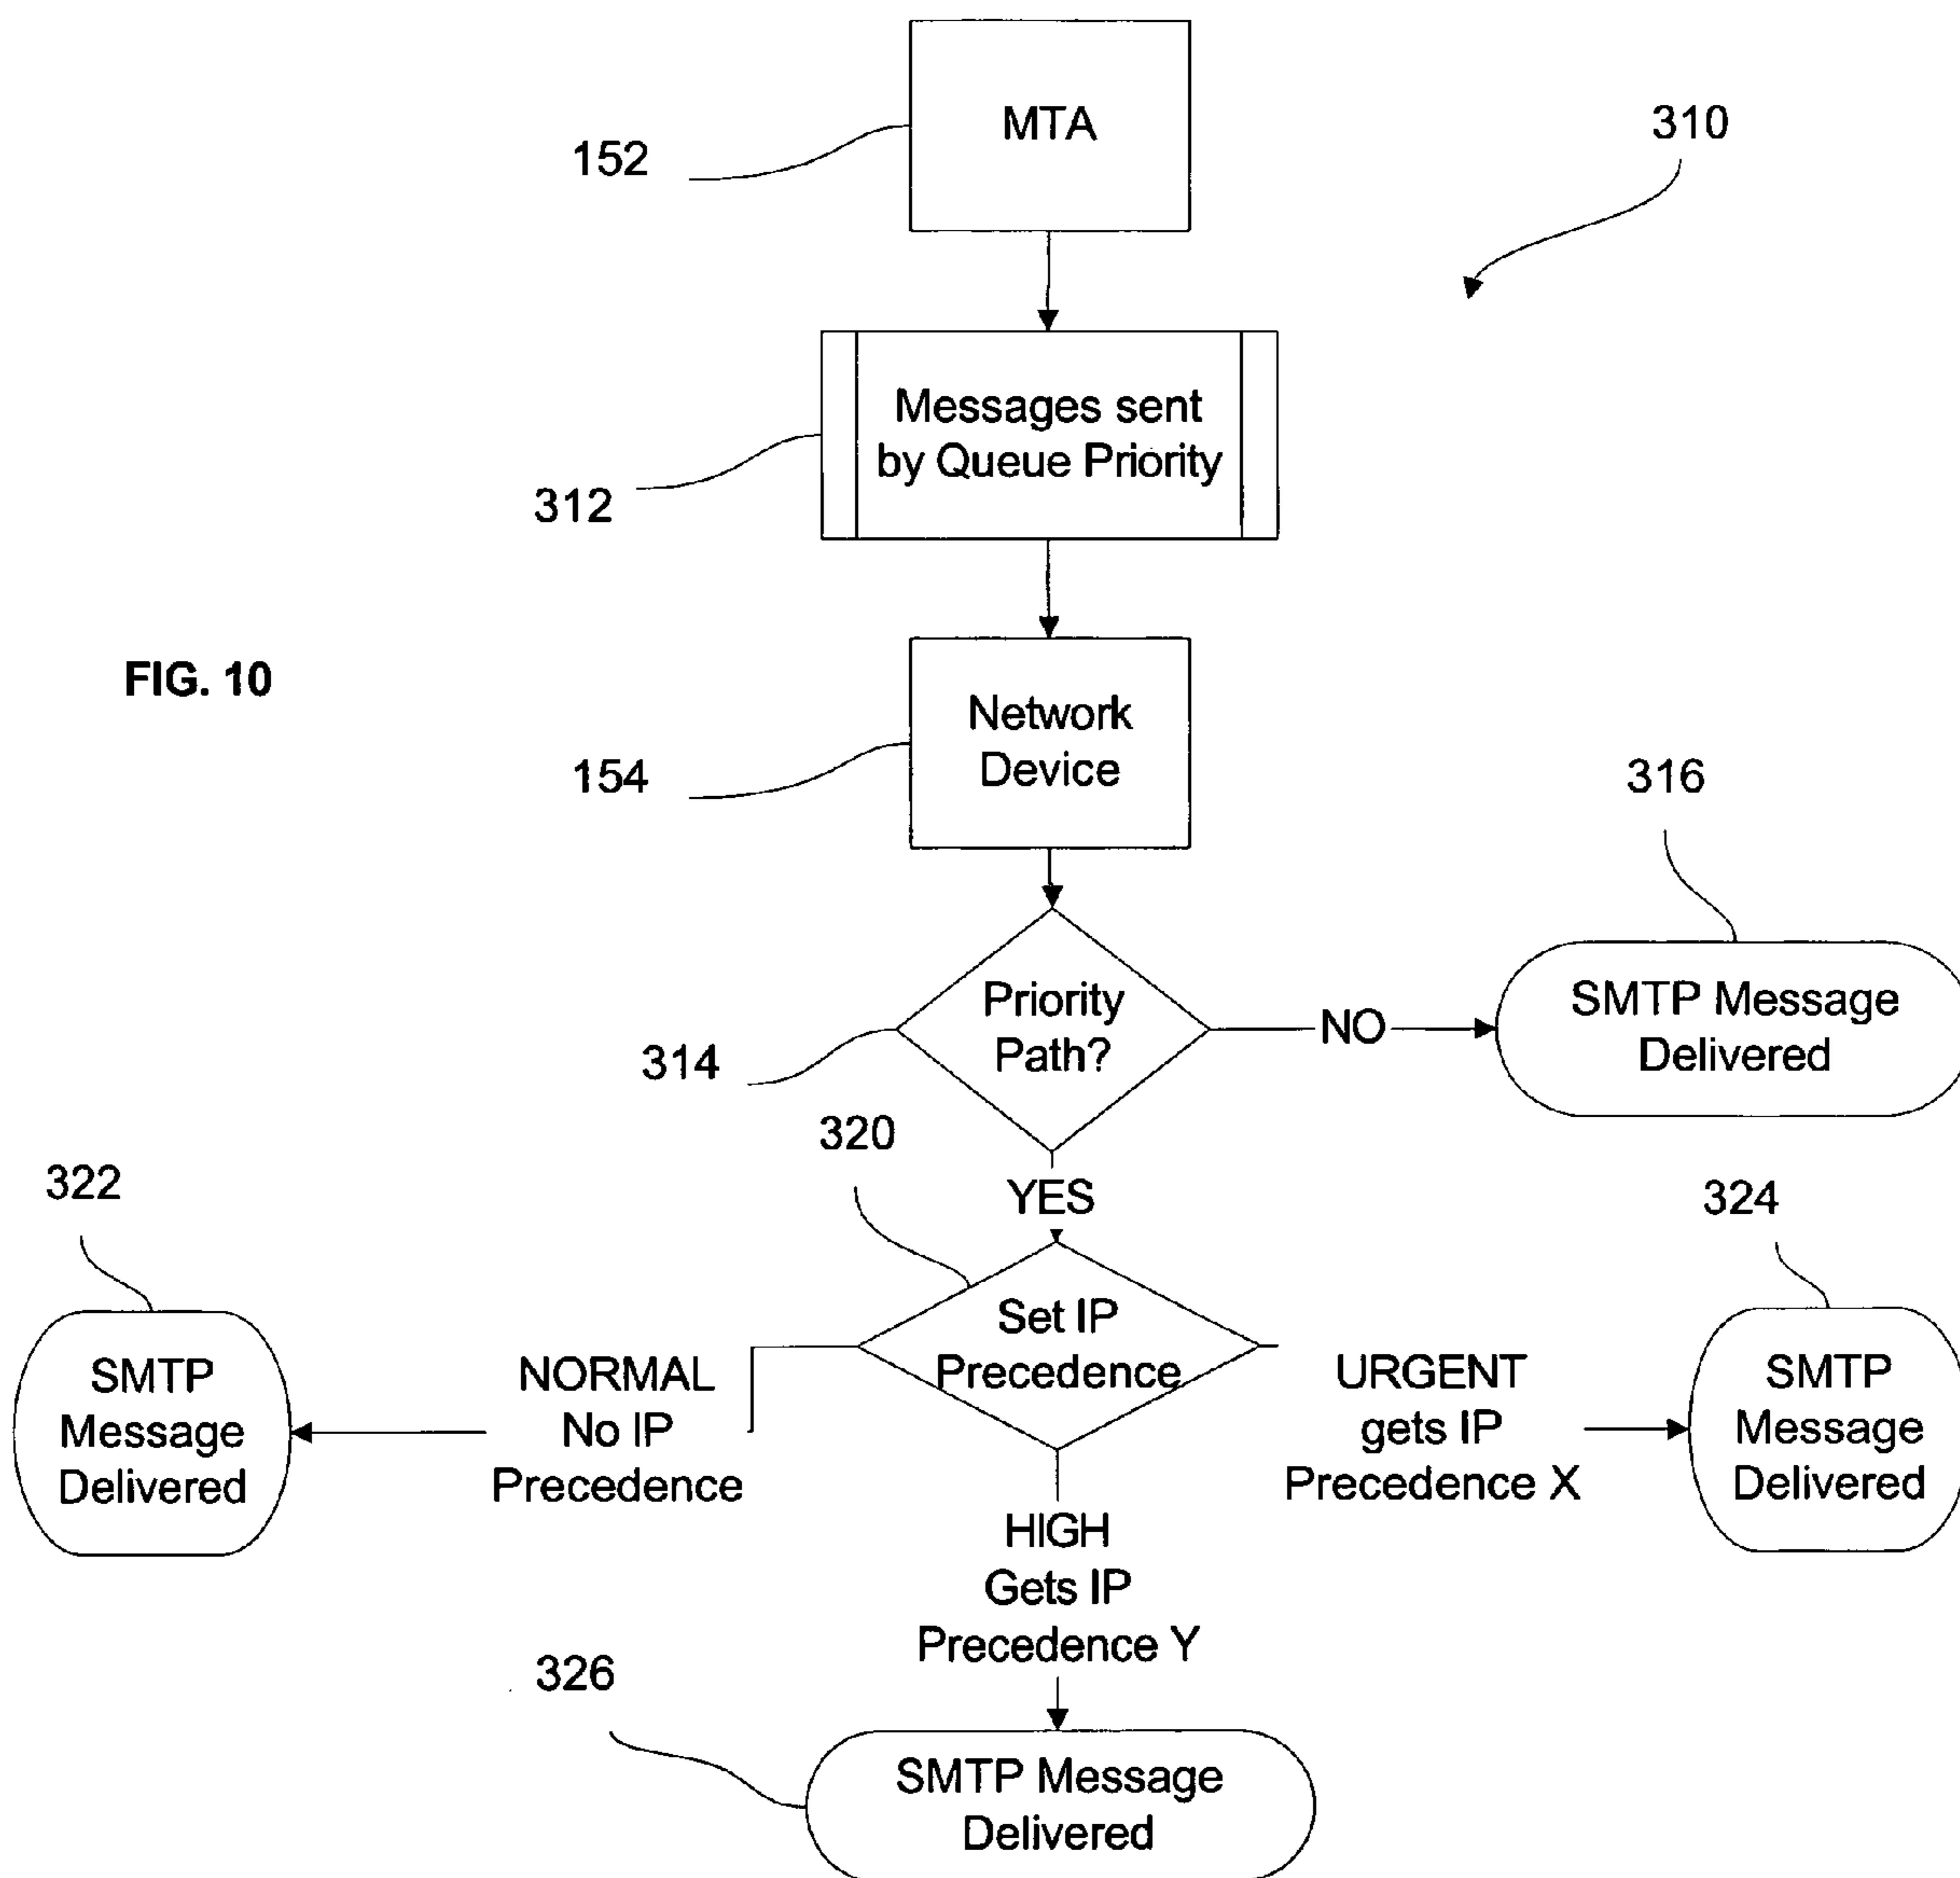 MTA
152
310
Messages sent
by Queue Priority
312
FIG. 10
Network
Device
154
316
Priority
Path?
314
NO
SMTP Message
Delivered
320
322
YES
324
Set IP
Precedence
SMTP
Message
Delivered
NORMAL
No IP
Precedence
URGENT
gets IP
Precedence X
SMTP
Message
Delivered
HIGH
Gets IP
Precedence Y
326
SMTP Message
Delivered